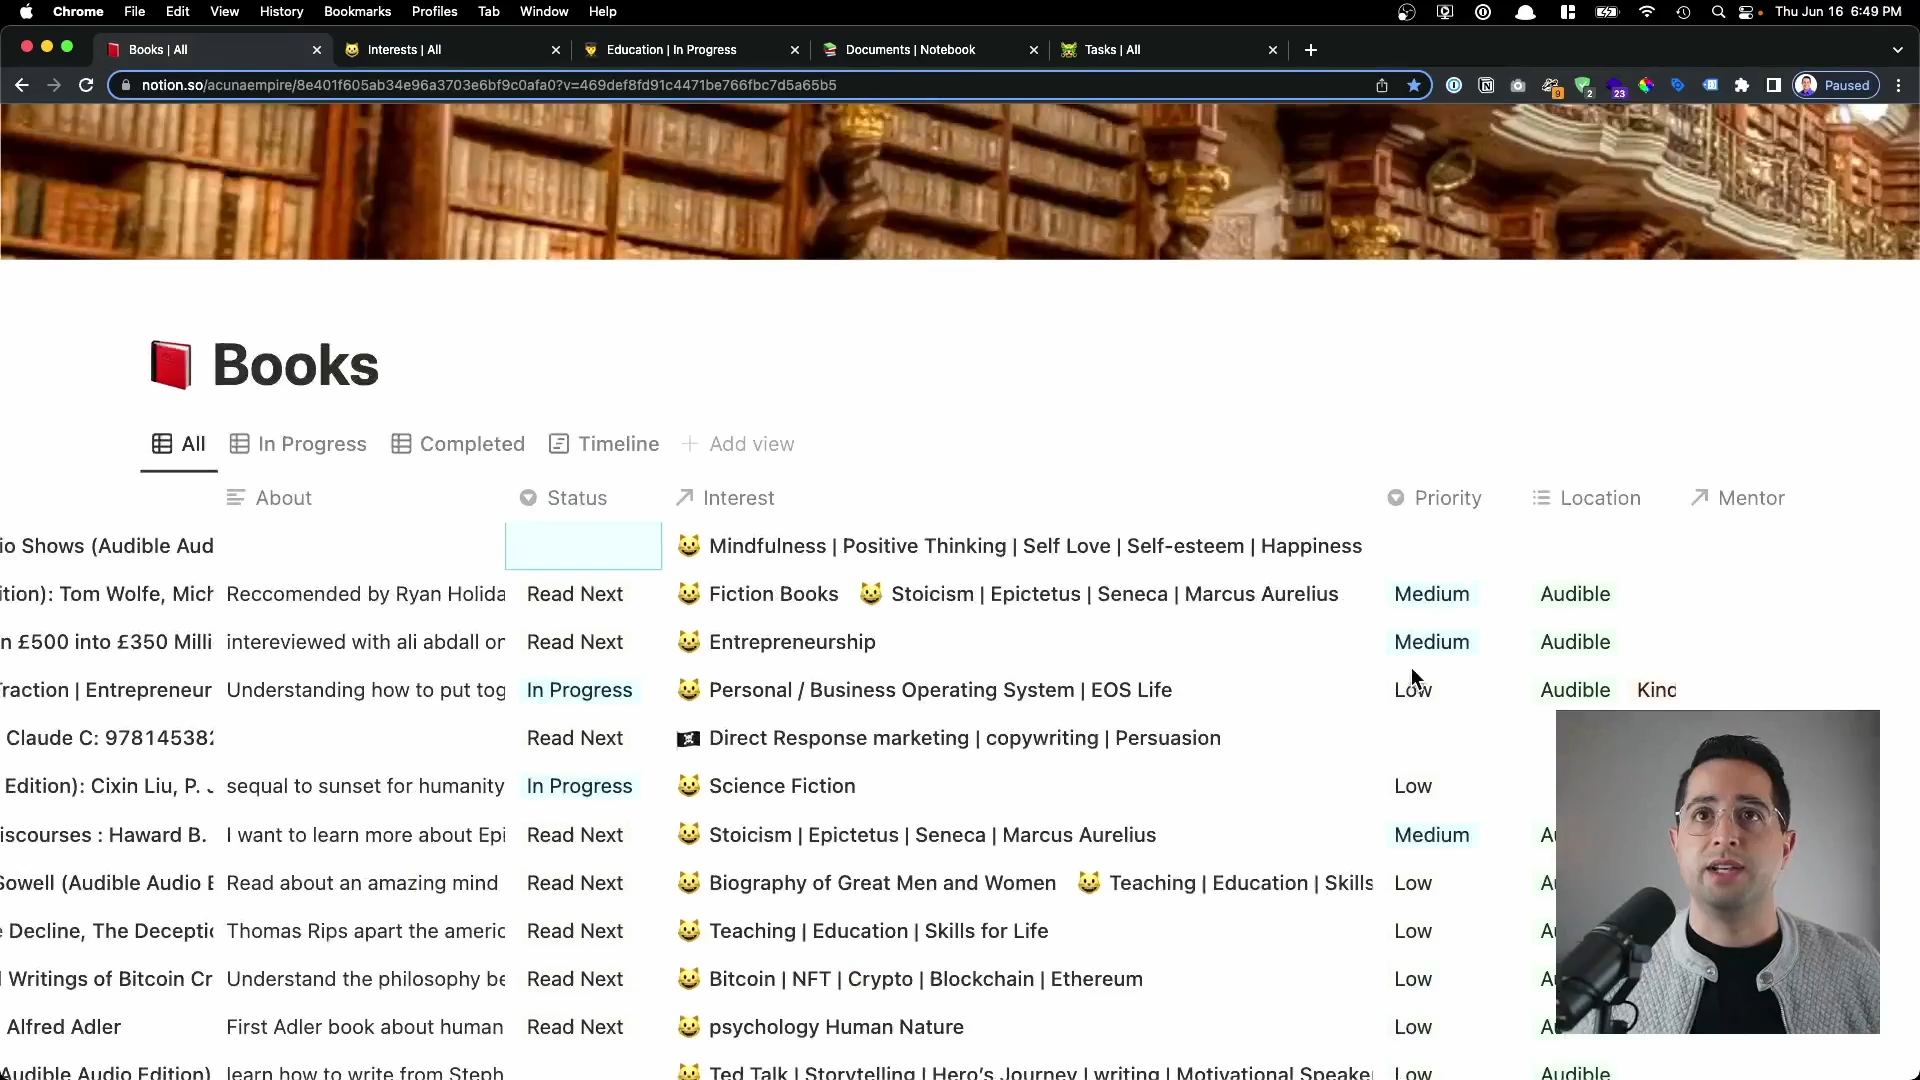 Chrome File Edit View History Bookmarks Profiles Tab Window Help Thu Jun 16 6:49 PM
Books | All Interests | All Education | In Progress Documents | Notebook Tasks | All
notion.so/acunaempire/8e401f605ab34e96a3703e6bf9c0afa0?v=469def8fd91c4471be766fbc7d5a65b5 9 2 23 Paused
Books
All In Progress Completed Timeline + Add view
About Status Interest Priority Location Mentor
io Shows (Audible Aud Mindfulness | Positive Thinking | Self Love | Self-esteem | Happiness
ition): Tom Wolfe, Mich Reccomended by Ryan Holida Read Next Fiction Books Stoicism | Epictetus | Seneca | Marcus Aurelius Medium Audible
n £500 into £350 Milli intereviewed with ali abdall or Read Next Entrepreneurship Medium Audible
Traction | Entrepreneur Understanding how to put tog In Progress Personal / Business Operating System | EOS Life Low Audible Kind
Claude C: 978145382 Read Next Direct Response marketing | copywriting | Persuasion
Edition): Cixin Liu, P. sequal to sunset for humanity In Progress Science Fiction Low
iscourses : Haward B. I want to learn more about Epi Read Next Stoicism | Epictetus | Seneca | Marcus Aurelius Medium
Sowell (Audible Audio E Read about an amazing mind Read Next Biography of Great Men and Women Teaching | Education | Skills Low
Decline, The Deceptic Thomas Rips apart the americ Read Next Teaching | Education | Skills for Life Low
Writings of Bitcoin Cr Understand the philosophy be Read Next Bitcoin | NFT | Crypto | Blockchain | Ethereum Low
Alfred Adler First Adler book about human Read Next psychology Human Nature Low
Audible Audio Edition) learn how to write from Steph Ted Talk | Storytelling | Hero's Journey | writing | Motivational Speake Low Audible